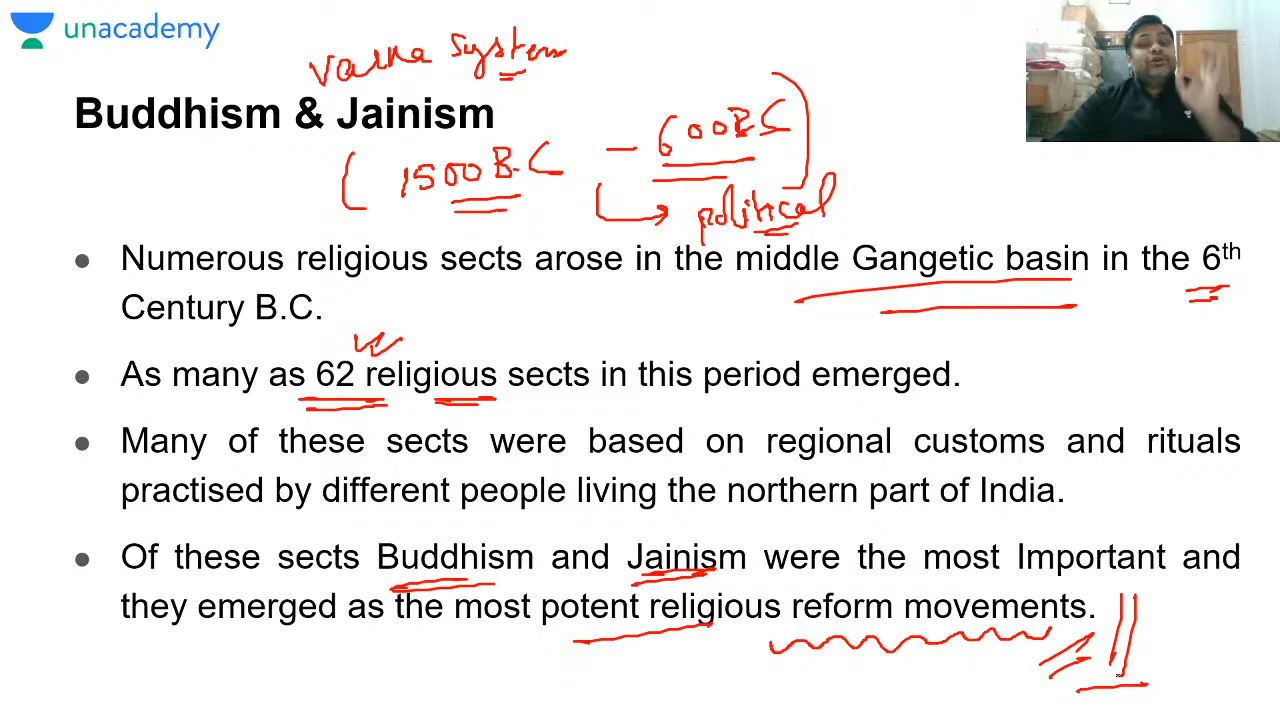 unacademy
Varna System
Buddhism & Jainism
( 1500 B.C - 600 B.C )
political
● Numerous religious sects arose in the middle Gangetic basin in the 6th
Century B.C.
● As many as 62 religious sects in this period emerged.
● Many of these sects were based on regional customs and rituals
practised by different people living the northern part of India.
● Of these sects Buddhism and Jainism were the most Important and
they emerged as the most potent religious reform movements.